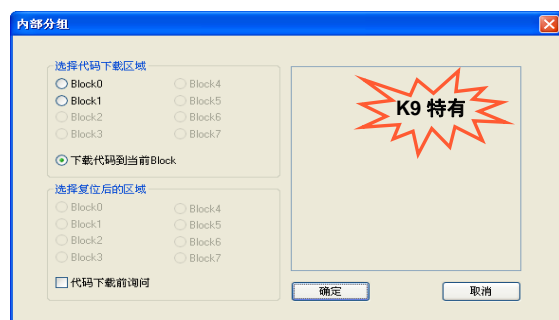 内部分组
选择代码下载区域
Block0 Block4
Block1 Block5
Block2 Block6
Block3 Block7
下载代码到当前Block
选择复位后的区域
Block0 Block4
Block1 Block5
Block2 Block6
Block3 Block7
代码下载前询问
K9 特有
确定 取消